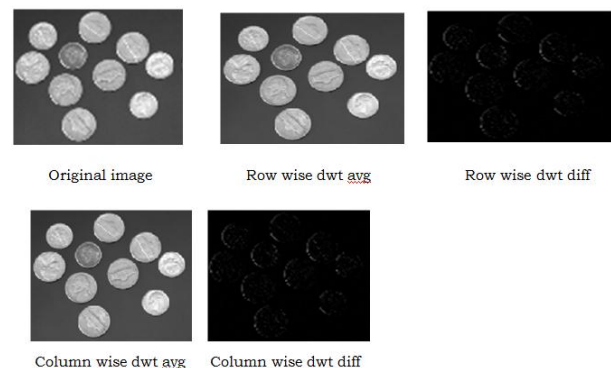 Original image
Row wise dwt avg
Row wise dwt diff
Column wise dwt avg
Column wise dwt diff